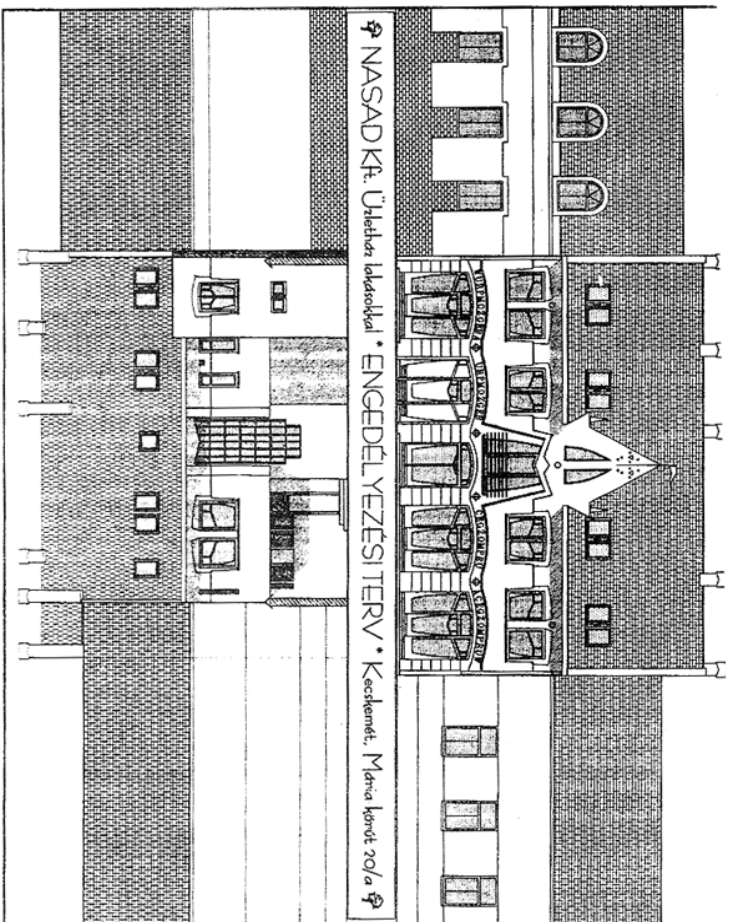 NASAD Kft. Üzletház lakásokkal * ENGEDÉLYEZÉSI TERV * Kecskemét, Mária körút 20/a